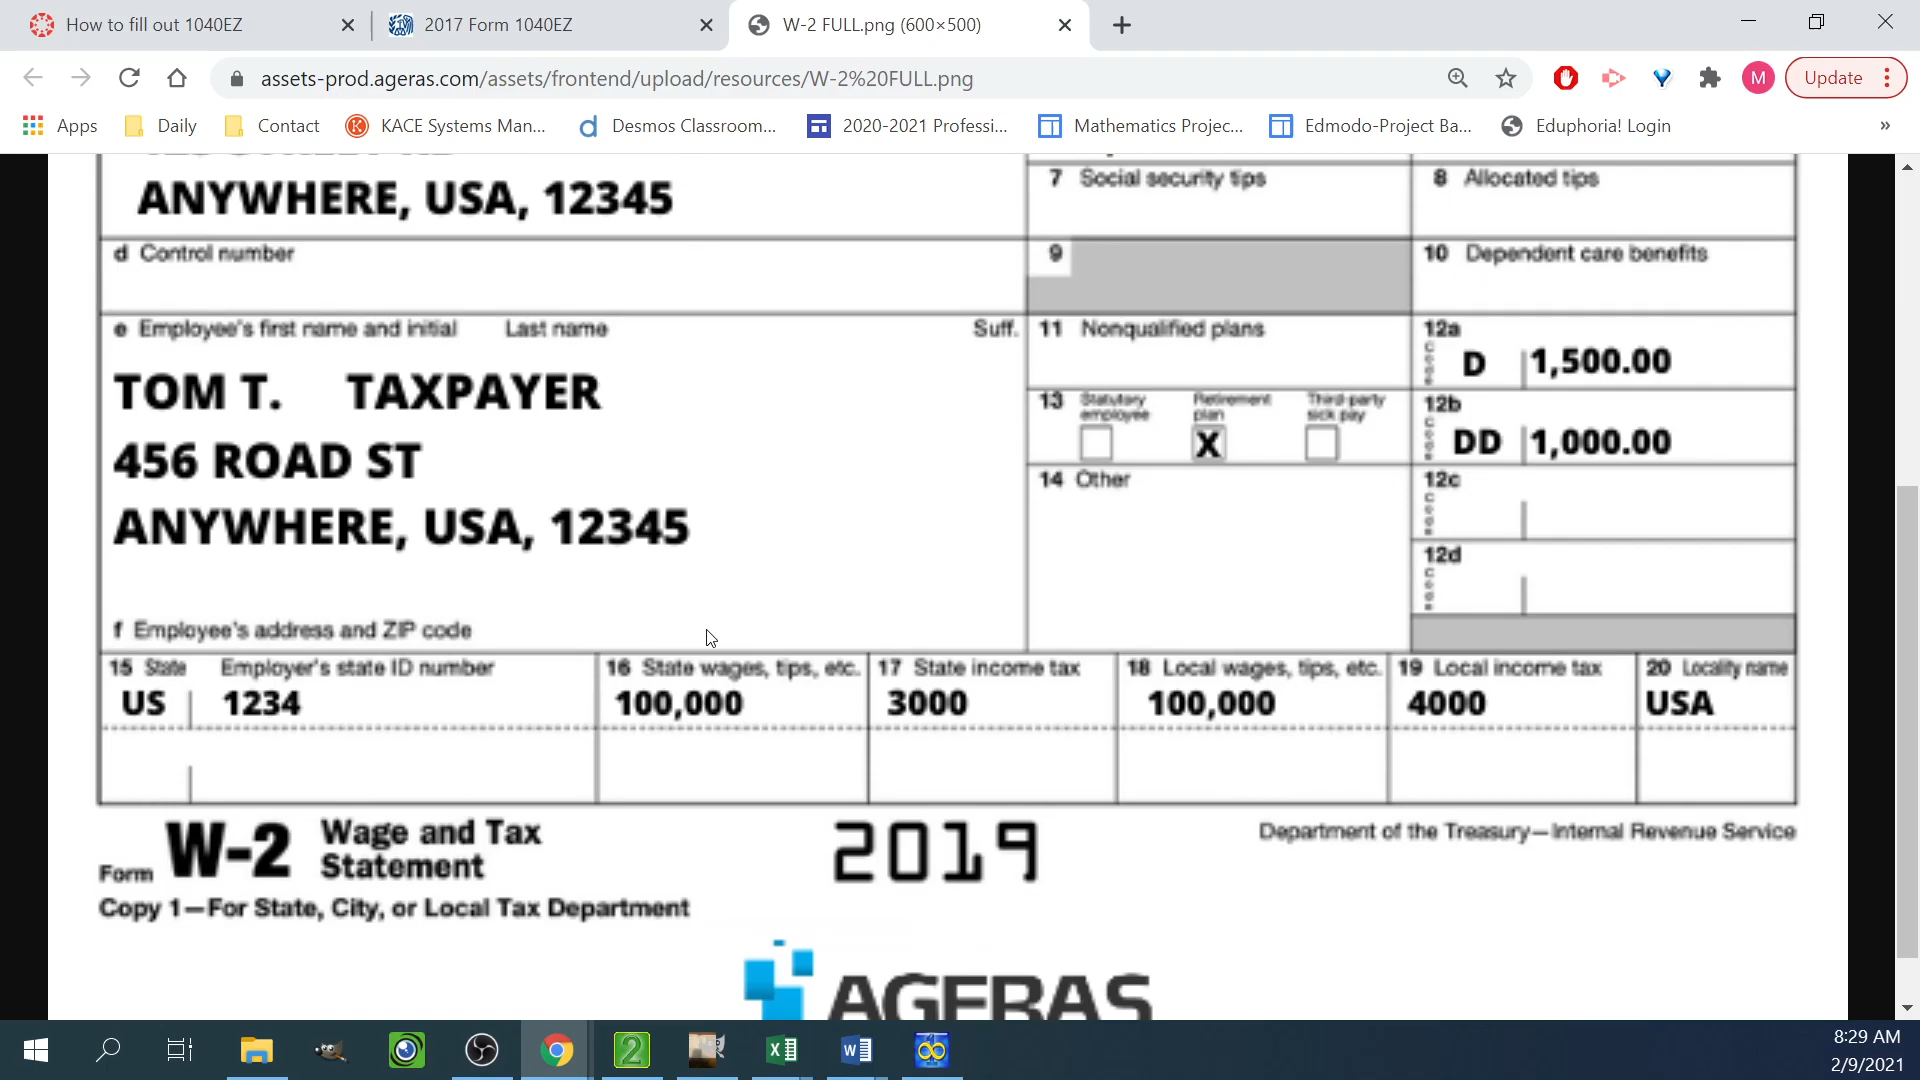 How to fill out 1040EZ
2017 Form 1040EZ
W-2 FULL.png (600×500)
assets-prod.ageras.com/assets/frontend/upload/resources/W-2%20FULL.png
M
Update
Apps
Daily
Contact
KACE Systems Man...
Desmos Classroom...
2020-2021 Professi...
Mathematics Projec...
Edmodo-Project Ba...
Eduphoria! Login
»
ANYWHERE, USA, 12345
7 Social security tips
8 Allocated tips
d Control number
9
10 Dependent care benefits
e Employee's first name and initial Last name Suff.
11 Nonqualified plans
12a
Code
D 1,500.00
TOM T. TAXPAYER
456 ROAD ST
ANYWHERE, USA, 12345
13 Statutory employee Retirement plan Third-party sick pay
X
12b
Code
DD 1,000.00
14 Other
12c
Code
12d
Code
f Employee's address and ZIP code
15 State Employer's state ID number
16 State wages, tips, etc.
17 State income tax
18 Local wages, tips, etc.
19 Local income tax
20 Locality name
US 1234 100,000 3000 100,000 4000 USA
Form W-2 Wage and Tax Statement
2019
Department of the Treasury—Internal Revenue Service
Copy 1—For State, City, or Local Tax Department
AGERAS
8:29 AM
2/9/2021